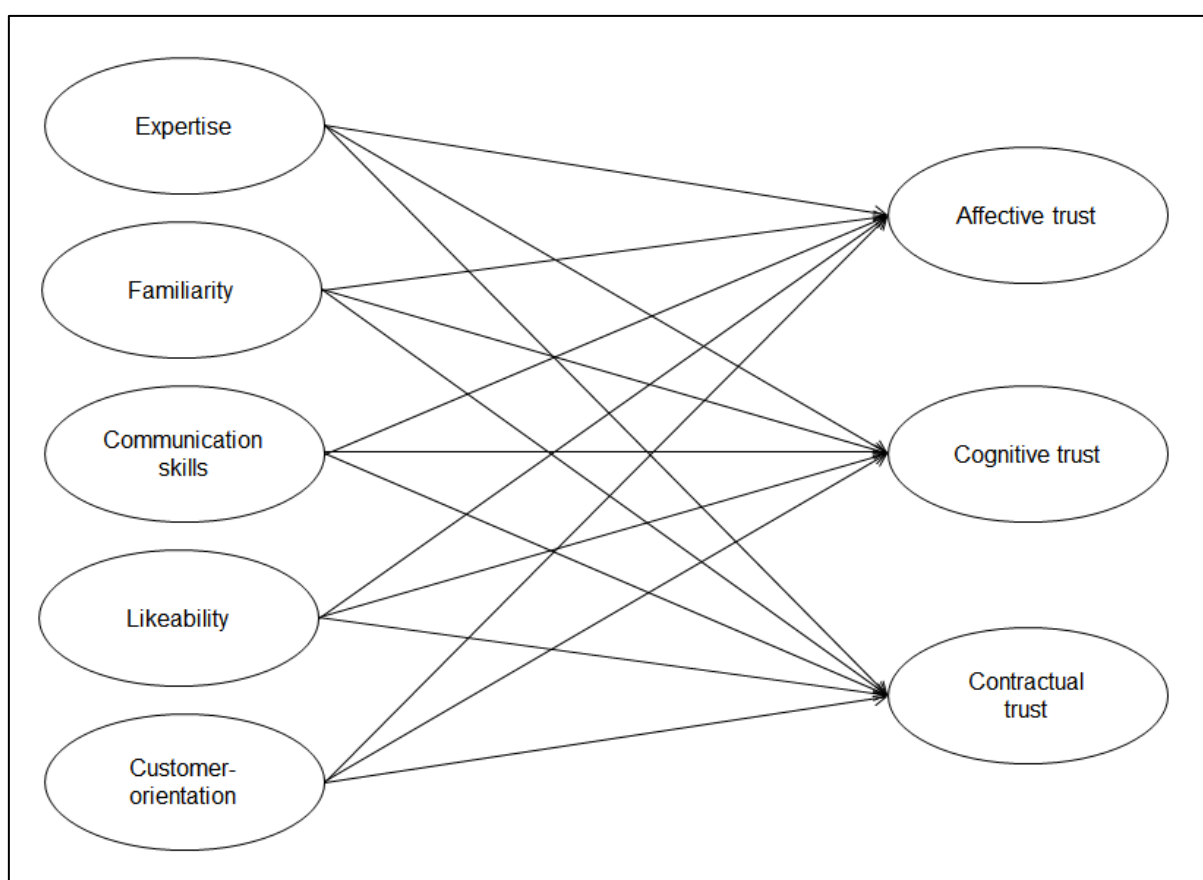 Expertise
Familiarity
Communication
skills
Likeability
Customer-
orientation
Affective trust
Cognitive trust
Contractual
trust